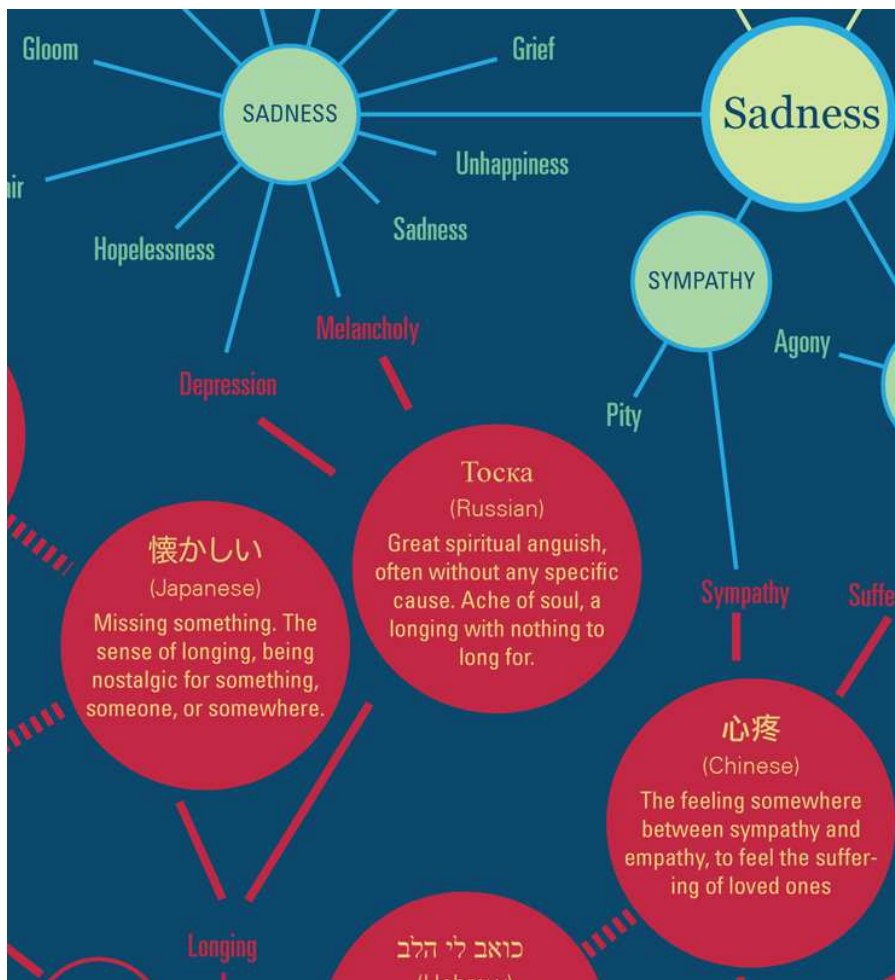 Gloom
Grief
SADNESS
Sadness
Unhappiness
Sadness
Hopelessness
SYMPATHY
Melancholy
Agony
Depression
Pity
Тоска
(Russian)
Great spiritual anguish,
often without any specific
cause. Ache of soul, a
longing with nothing to
long for.
懐かしい
(Japanese)
Missing something. The
sense of longing, being
nostalgic for something,
someone, or somewhere.
Sympathy
心疼
(Chinese)
The feeling somewhere
between sympathy and
empathy, to feel the suffer-
ing of loved ones
Longing
כואב לי הלב